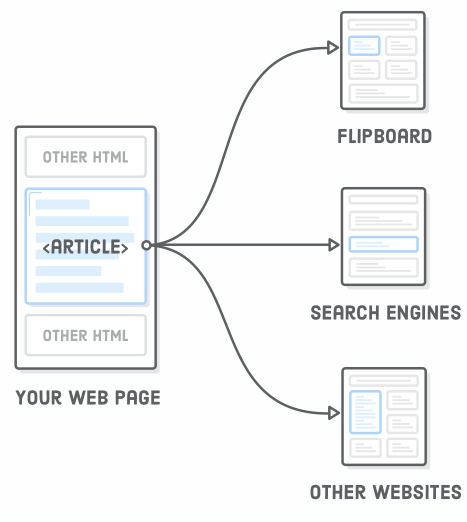 OTHER HTML
<ARTICLE>
OTHER HTML
YOUR WEB PAGE
FLIPBOARD
SEARCH ENGINES
OTHER WEBSITES